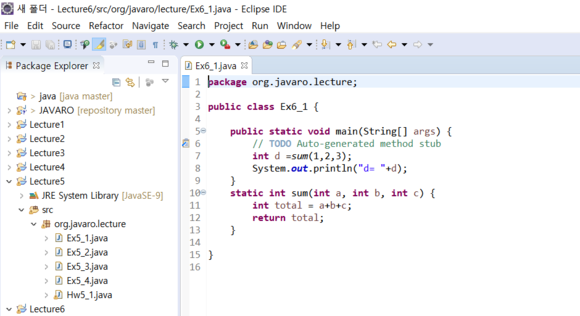 새 폴더 - Lecture6/src/org/javaro/lecture/Ex6_1.java - Eclipse IDE
File Edit Source Refactor Navigate Search Project Run Window Help
Package Explorer
> java [java master]
> JAVARO [repository master]
Lecture1
Lecture2
Lecture3
Lecture4
Lecture5
JRE System Library [JavaSE-9]
src
org.javaro.lecture
Ex5_1.java
Ex5_2.java
Ex5_3.java
Ex5_4.java
Hw5_1.java
Lecture6
Ex6_1.java
1 package org.javaro.lecture;
2
3 public class Ex6_1 {
4
5 public static void main(String[] args) {
6 // TODO Auto-generated method stub
7 int d =sum(1,2,3);
8 System.out.println("d= "+d);
9 }
10 static int sum(int a, int b, int c) {
11 int total = a+b+c;
12 return total;
13 }
14
15 }
16